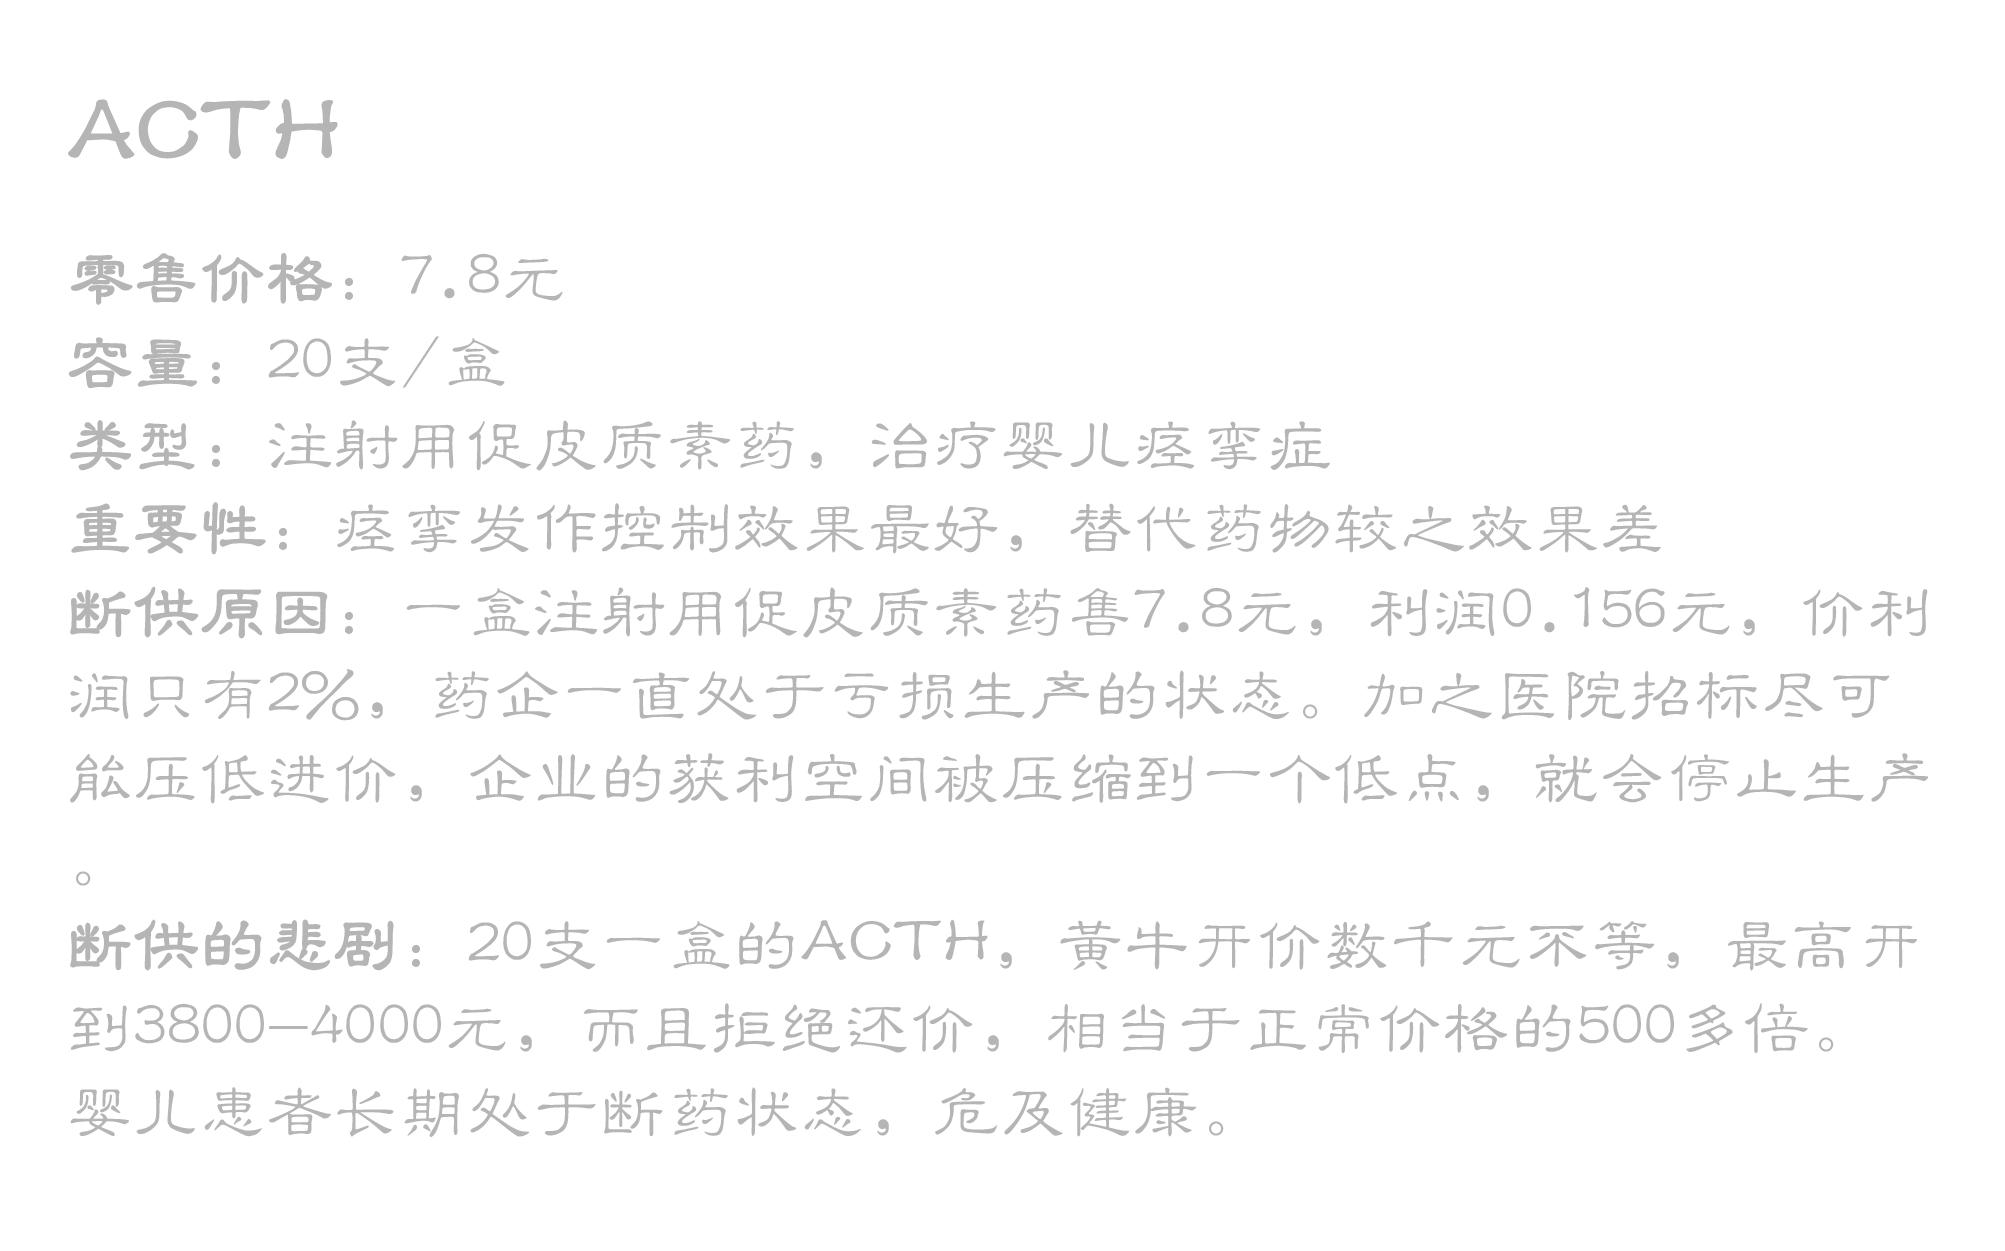 ACTH
零售价格：7.8元
容量：20支/盒
类型：注射用促皮质素药，治疗婴儿痉挛症
重要性：痉挛发作控制效果最好，替代药物较之效果差
断供原因：一盒注射用促皮质素药售7.8元，利润0.156元，价利
润只有2%，药企一直处于亏损生产的状态。加之医院招标尽可
能压低进价，企业的获利空间被压缩到一个低点，就会停止生产
。
断供的悲剧：20支一盒的ACTH，黄牛开价数千元不等，最高开
到3800—4000元，而且拒绝还价，相当于正常价格的500多倍。
婴儿患者长期处于断药状态，危及健康。